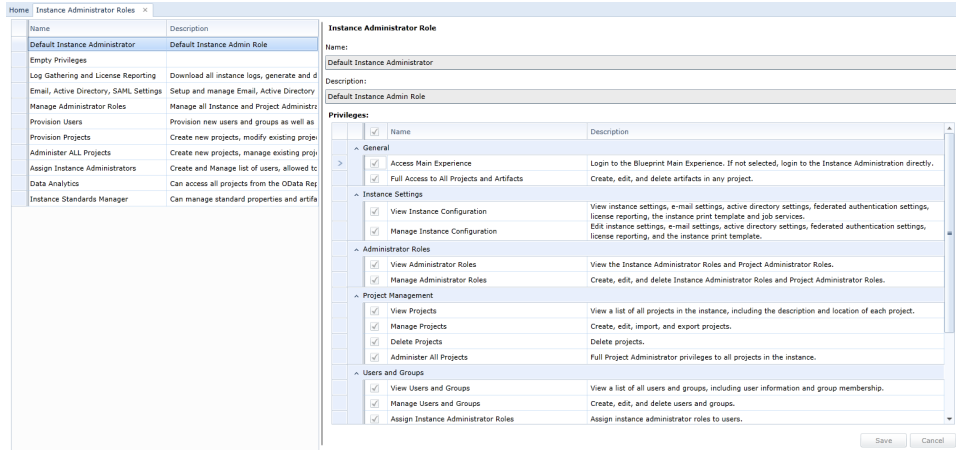 Home Instance Administrator Roles ×
Name Description
Default Instance Administrator Default Instance Admin Role
Empty Privileges
Log Gathering and License Reporting Download all instance logs, generate and d
Email, Active Directory, SAML Settings Setup and manage Email, Active Directory
Manage Administrator Roles Manage all Instance and Project Administra
Provision Users Provision new users and groups as well as
Provision Projects Create new projects, modify existing projec
Administer ALL Projects Create new projects, manage existing proje
Assign Instance Administrators Create and Manage list of users, allowed to
Data Analytics Can access all projects from the OData Rep
Instance Standards Manager Can manage standard properties and artifa
Instance Administrator Role
Name:
Default Instance Administrator
Description:
Default Instance Admin Role
Privileges:
Name Description
General
Access Main Experience Login to the Blueprint Main Experience. If not selected, login to the Instance Administration directly.
Full Access to All Projects and Artifacts Create, edit, and delete artifacts in any project.
Instance Settings
View Instance Configuration View instance settings, e-mail settings, active directory settings, federated authentication settings,
license reporting, the instance print template and job services.
Manage Instance Configuration Edit instance settings, e-mail settings, active directory settings, federated authentication settings,
license reporting, and the instance print template.
Administrator Roles
View Administrator Roles View the Instance Administrator Roles and Project Administrator Roles.
Manage Administrator Roles Create, edit, and delete Instance Administrator Roles and Project Administrator Roles.
Project Management
View Projects View a list of all projects in the instance, including the description and location of each project.
Manage Projects Create, edit, import, and export projects.
Delete Projects Delete projects.
Administer All Projects Full Project Administrator privileges to all projects in the instance.
Users and Groups
View Users and Groups View a list of all users and groups, including user information and group membership.
Manage Users and Groups Create, edit, and delete users and groups.
Assign Instance Administrator Roles Assign instance administrator roles to users.
Save Cancel